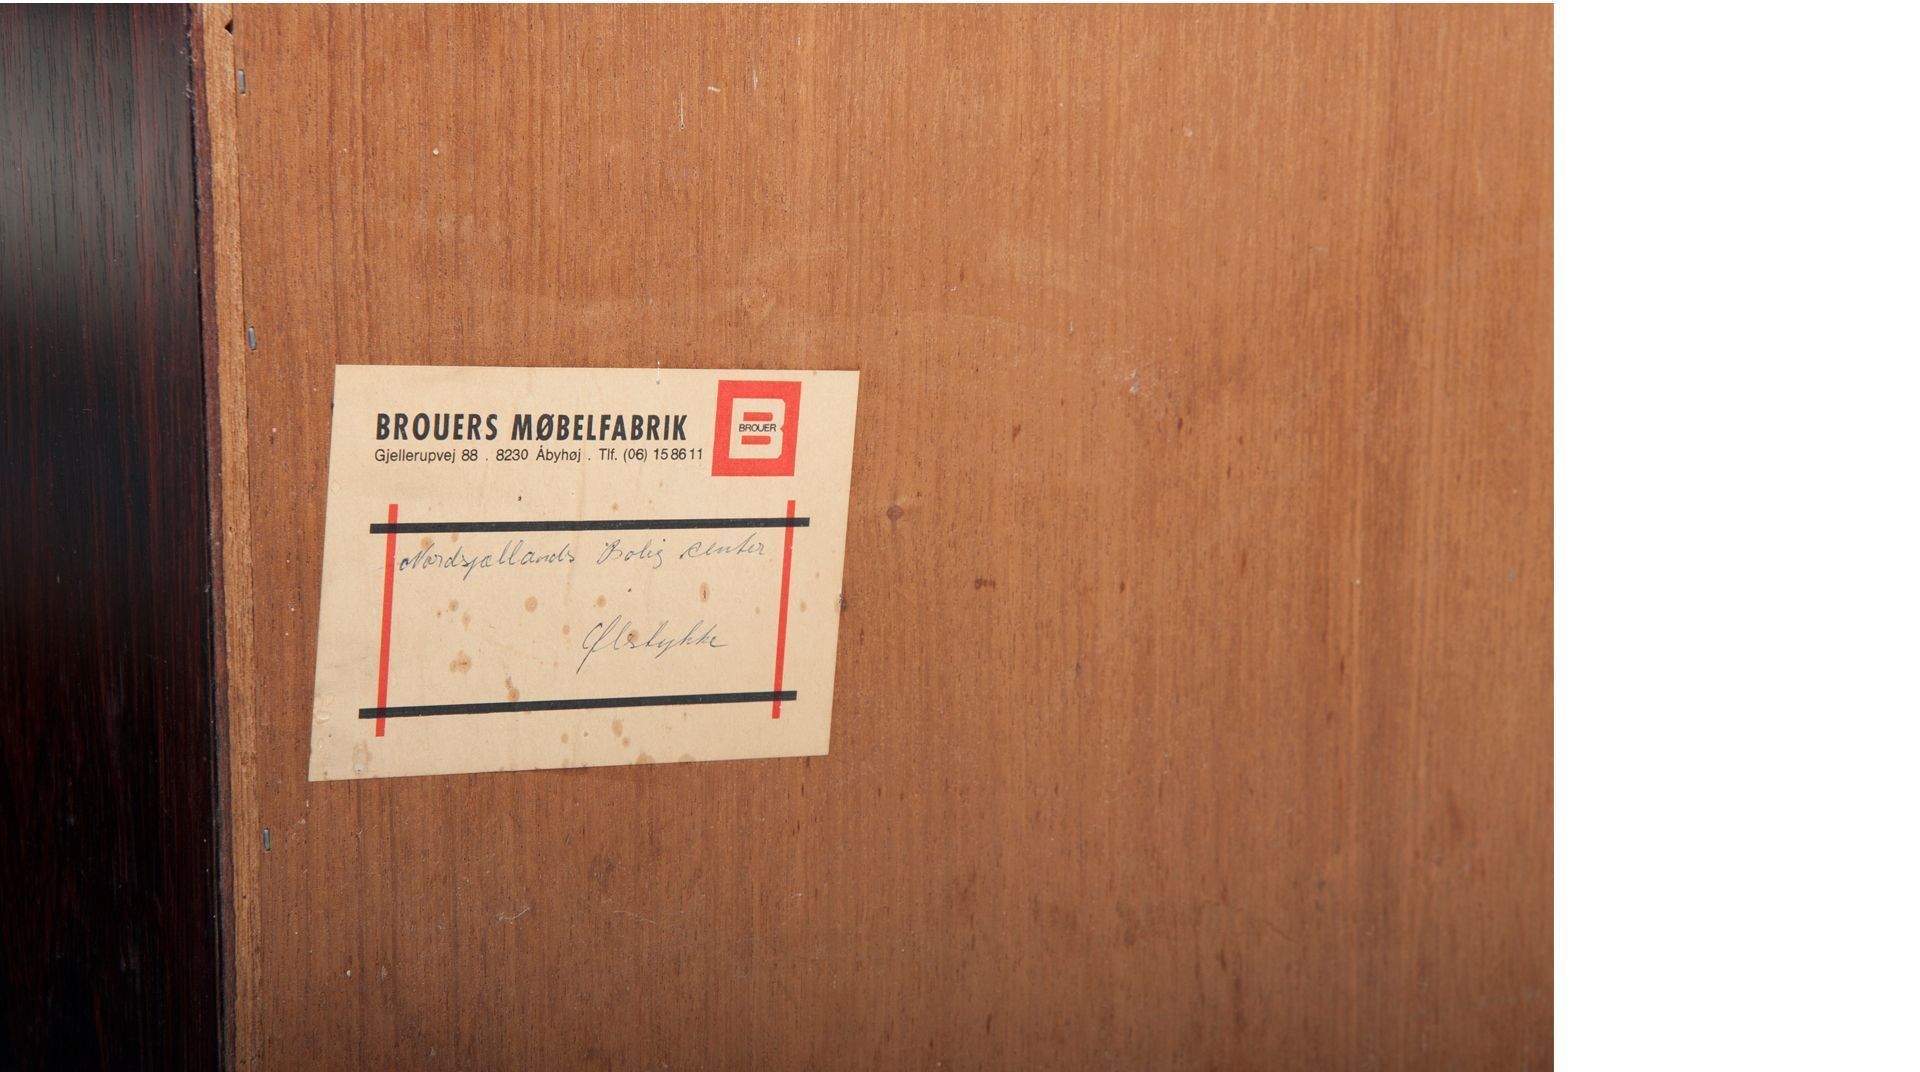 BROUERS MØBELFABRIK
Gjellerupvej 88 . 8230 Åbyhøj . Tlf. (06) 15 86 11
BROUER
Nordsjællands Bolig center
Ølstykke